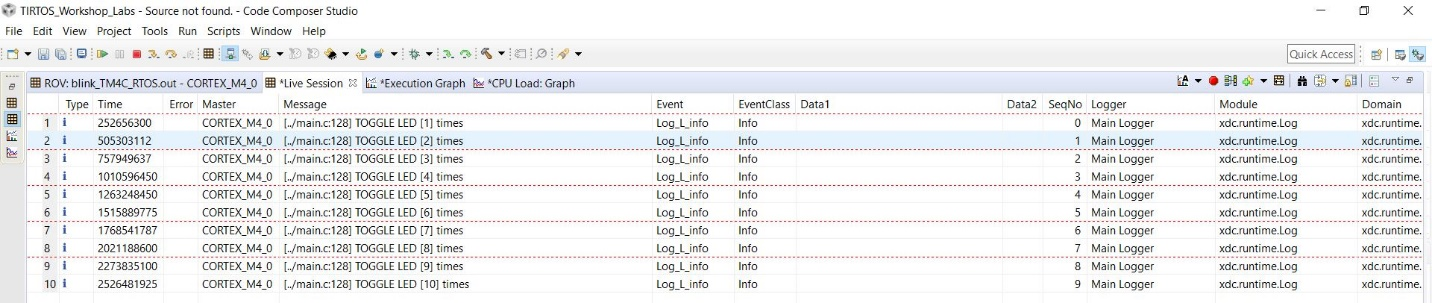 TIRTOS_Workshop_Labs - Source not found. - Code Composer Studio
File Edit View Project Tools Run Scripts Window Help
Quick Access
ROV: blink_TM4C_RTOS.out - CORTEX_M4_0 *Live Session *Execution Graph *CPU Load: Graph
Type Time Error Master Message Event EventClass Data1 Data2 SeqNo Logger Module Domain
1 i 252656300 CORTEX_M4_0 [../main.c:128] TOGGLE LED [1] times Log_L_info Info 0 Main Logger xdc.runtime.Log xdc.runtime.
2 i 505303112 CORTEX_M4_0 [../main.c:128] TOGGLE LED [2] times Log_L_info Info 1 Main Logger xdc.runtime.Log xdc.runtime.
3 i 757949637 CORTEX_M4_0 [../main.c:128] TOGGLE LED [3] times Log_L_info Info 2 Main Logger xdc.runtime.Log xdc.runtime.
4 i 1010596450 CORTEX_M4_0 [../main.c:128] TOGGLE LED [4] times Log_L_info Info 3 Main Logger xdc.runtime.Log xdc.runtime.
5 i 1263248450 CORTEX_M4_0 [../main.c:128] TOGGLE LED [5] times Log_L_info Info 4 Main Logger xdc.runtime.Log xdc.runtime.
6 i 1515889775 CORTEX_M4_0 [../main.c:128] TOGGLE LED [6] times Log_L_info Info 5 Main Logger xdc.runtime.Log xdc.runtime.
7 i 1768541787 CORTEX_M4_0 [../main.c:128] TOGGLE LED [7] times Log_L_info Info 6 Main Logger xdc.runtime.Log xdc.runtime.
8 i 2021188600 CORTEX_M4_0 [../main.c:128] TOGGLE LED [8] times Log_L_info Info 7 Main Logger xdc.runtime.Log xdc.runtime.
9 i 2273835100 CORTEX_M4_0 [../main.c:128] TOGGLE LED [9] times Log_L_info Info 8 Main Logger xdc.runtime.Log xdc.runtime.
10 i 2526481925 CORTEX_M4_0 [../main.c:128] TOGGLE LED [10] times Log_L_info Info 9 Main Logger xdc.runtime.Log xdc.runtime.